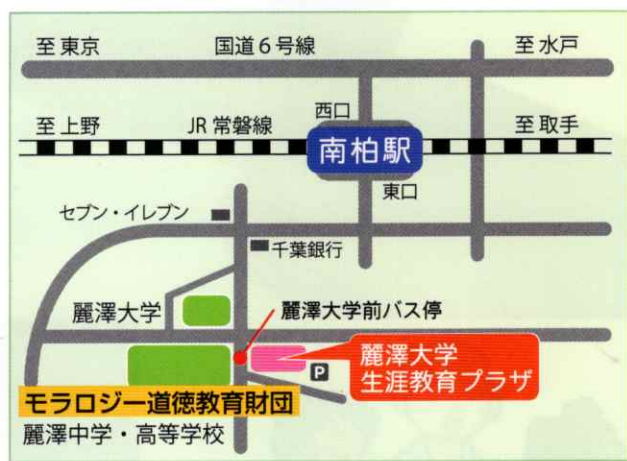 至東京
国道6号線
至水戸
西口
至上野
JR常磐線
南柏駅
至取手
東口
セブン・イレブン
千葉銀行
麗澤大学
麗澤大学前バス停
麗澤大学
生涯教育プラザ
P
モラロジー道徳教育財団
麗澤中学・高等学校